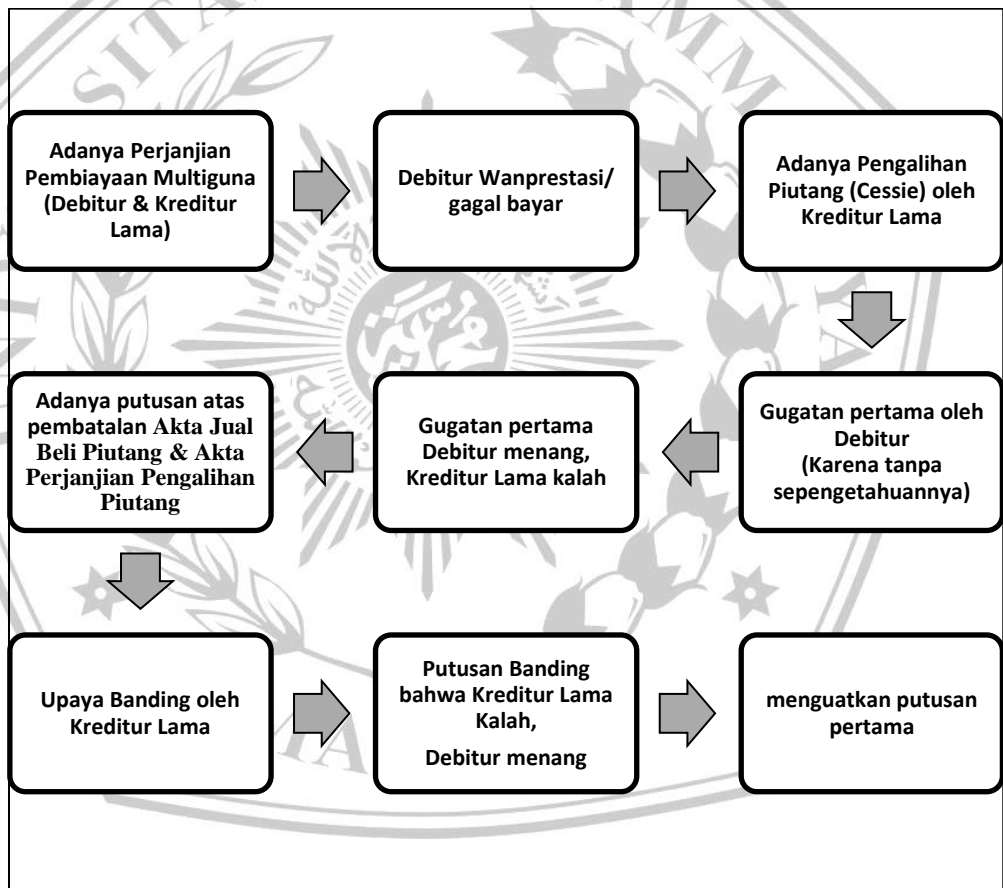 Adanya Perjanjian
Pembiayaan Multiguna
(Debitur & Kreditur
Lama)
Debitur Wanprestasi/
gagal bayar
Adanya Pengalihan
Piutang (Cessie) oleh
Kreditur Lama
Gugatan pertama oleh
Debitur
(Karena tanpa
sepengetahuannya)
Gugatan pertama
Debitur menang,
Kreditur Lama kalah
Adanya putusan atas
pembatalan Akta Jual
Beli Piutang & Akta
Perjanjian Pengalihan
Piutang
Upaya Banding oleh
Kreditur Lama
Putusan Banding
bahwa Kreditur Lama
Kalah,
Debitur menang
menguatkan putusan
pertama